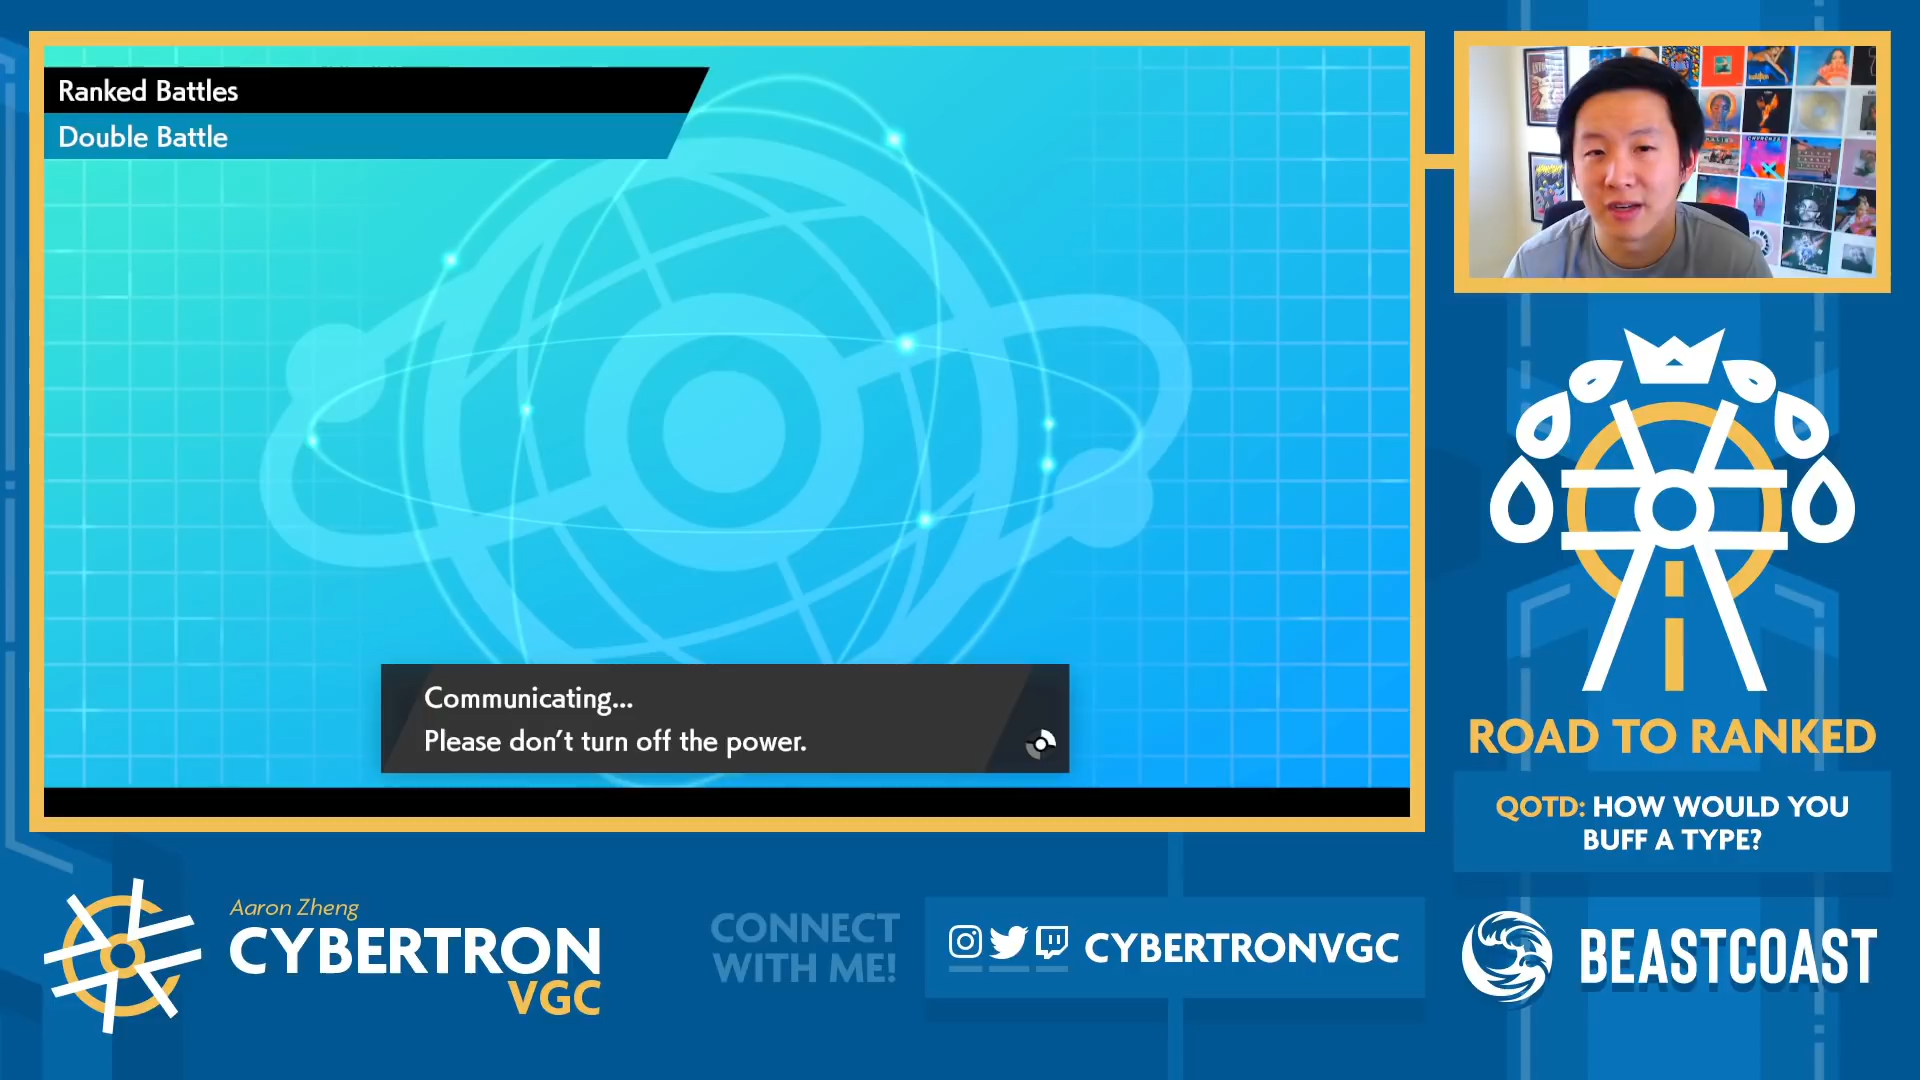 Ranked Battles
Double Battle
Communicating...
Please don't turn off the power.
ROAD TO RANKED
QOTD: HOW WOULD YOU
BUFF A TYPE?
Aaron Zheng
CYBERTRON
VGC
CONNECT
WITH ME!
CYBERTRONVGC
BEASTCOAST